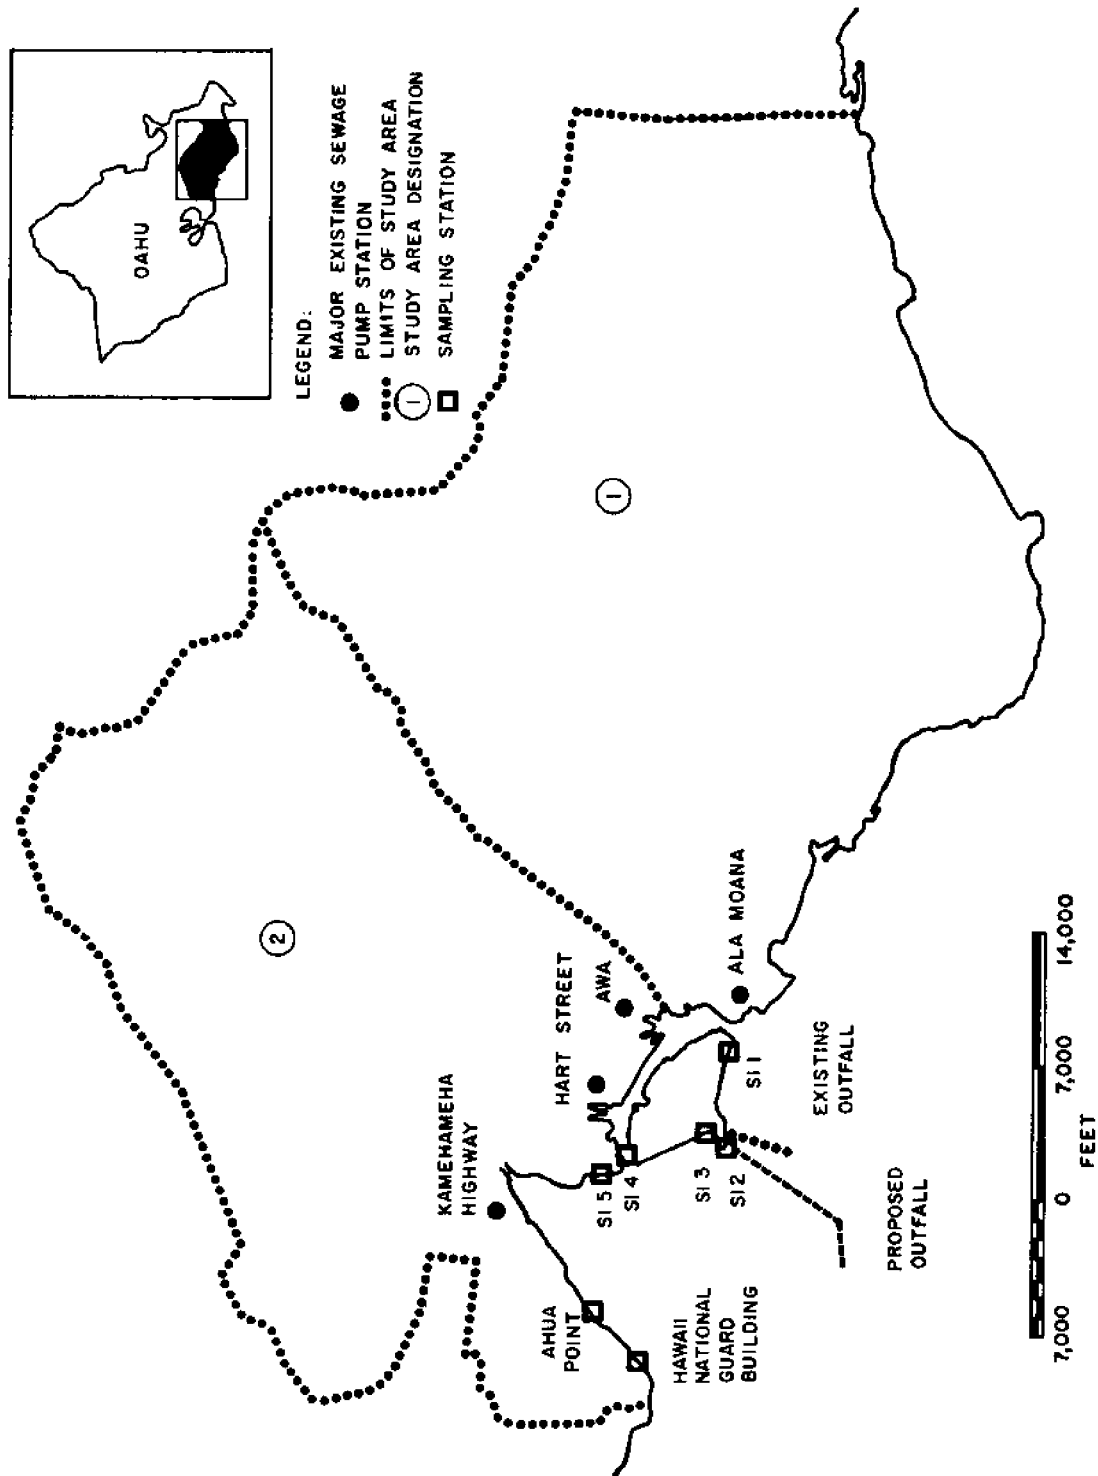 OAHU
LEGEND:
MAJOR EXISTING SEWAGE
PUMP STATION
LIMITS OF STUDY AREA
1
STUDY AREA DESIGNATION
SAMPLING STATION
1
2
KAMEHAMEHA
HIGHWAY
HART STREET
AWA
ALA MOANA
AHUA
POINT
HAWAII
NATIONAL
GUARD
BUILDING
SI 5
SI 4
SI 3
SI 2
SI 1
EXISTING
OUTFALL
PROPOSED
OUTFALL
7,000
0
7,000
14,000
FEET